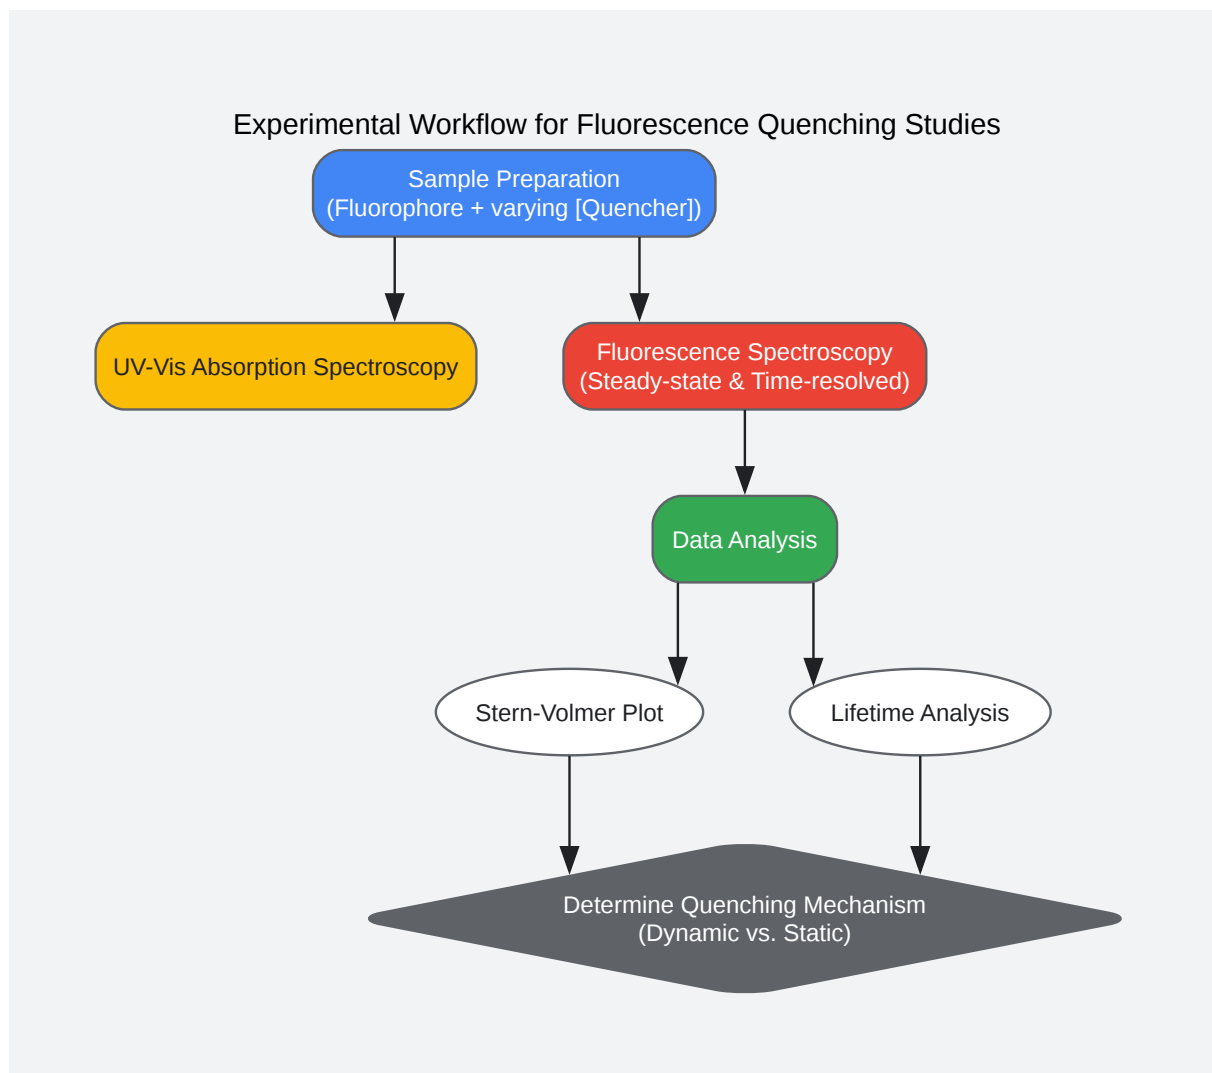 Experimental Workflow for Fluorescence Quenching Studies
Sample Preparation
(Fluorophore + varying [Quencher])
UV-Vis Absorption Spectroscopy
Fluorescence Spectroscopy
(Steady-state & Time-resolved)
Data Analysis
Stern-Volmer Plot
Lifetime Analysis
Determine Quenching Mechanism
(Dynamic vs. Static)